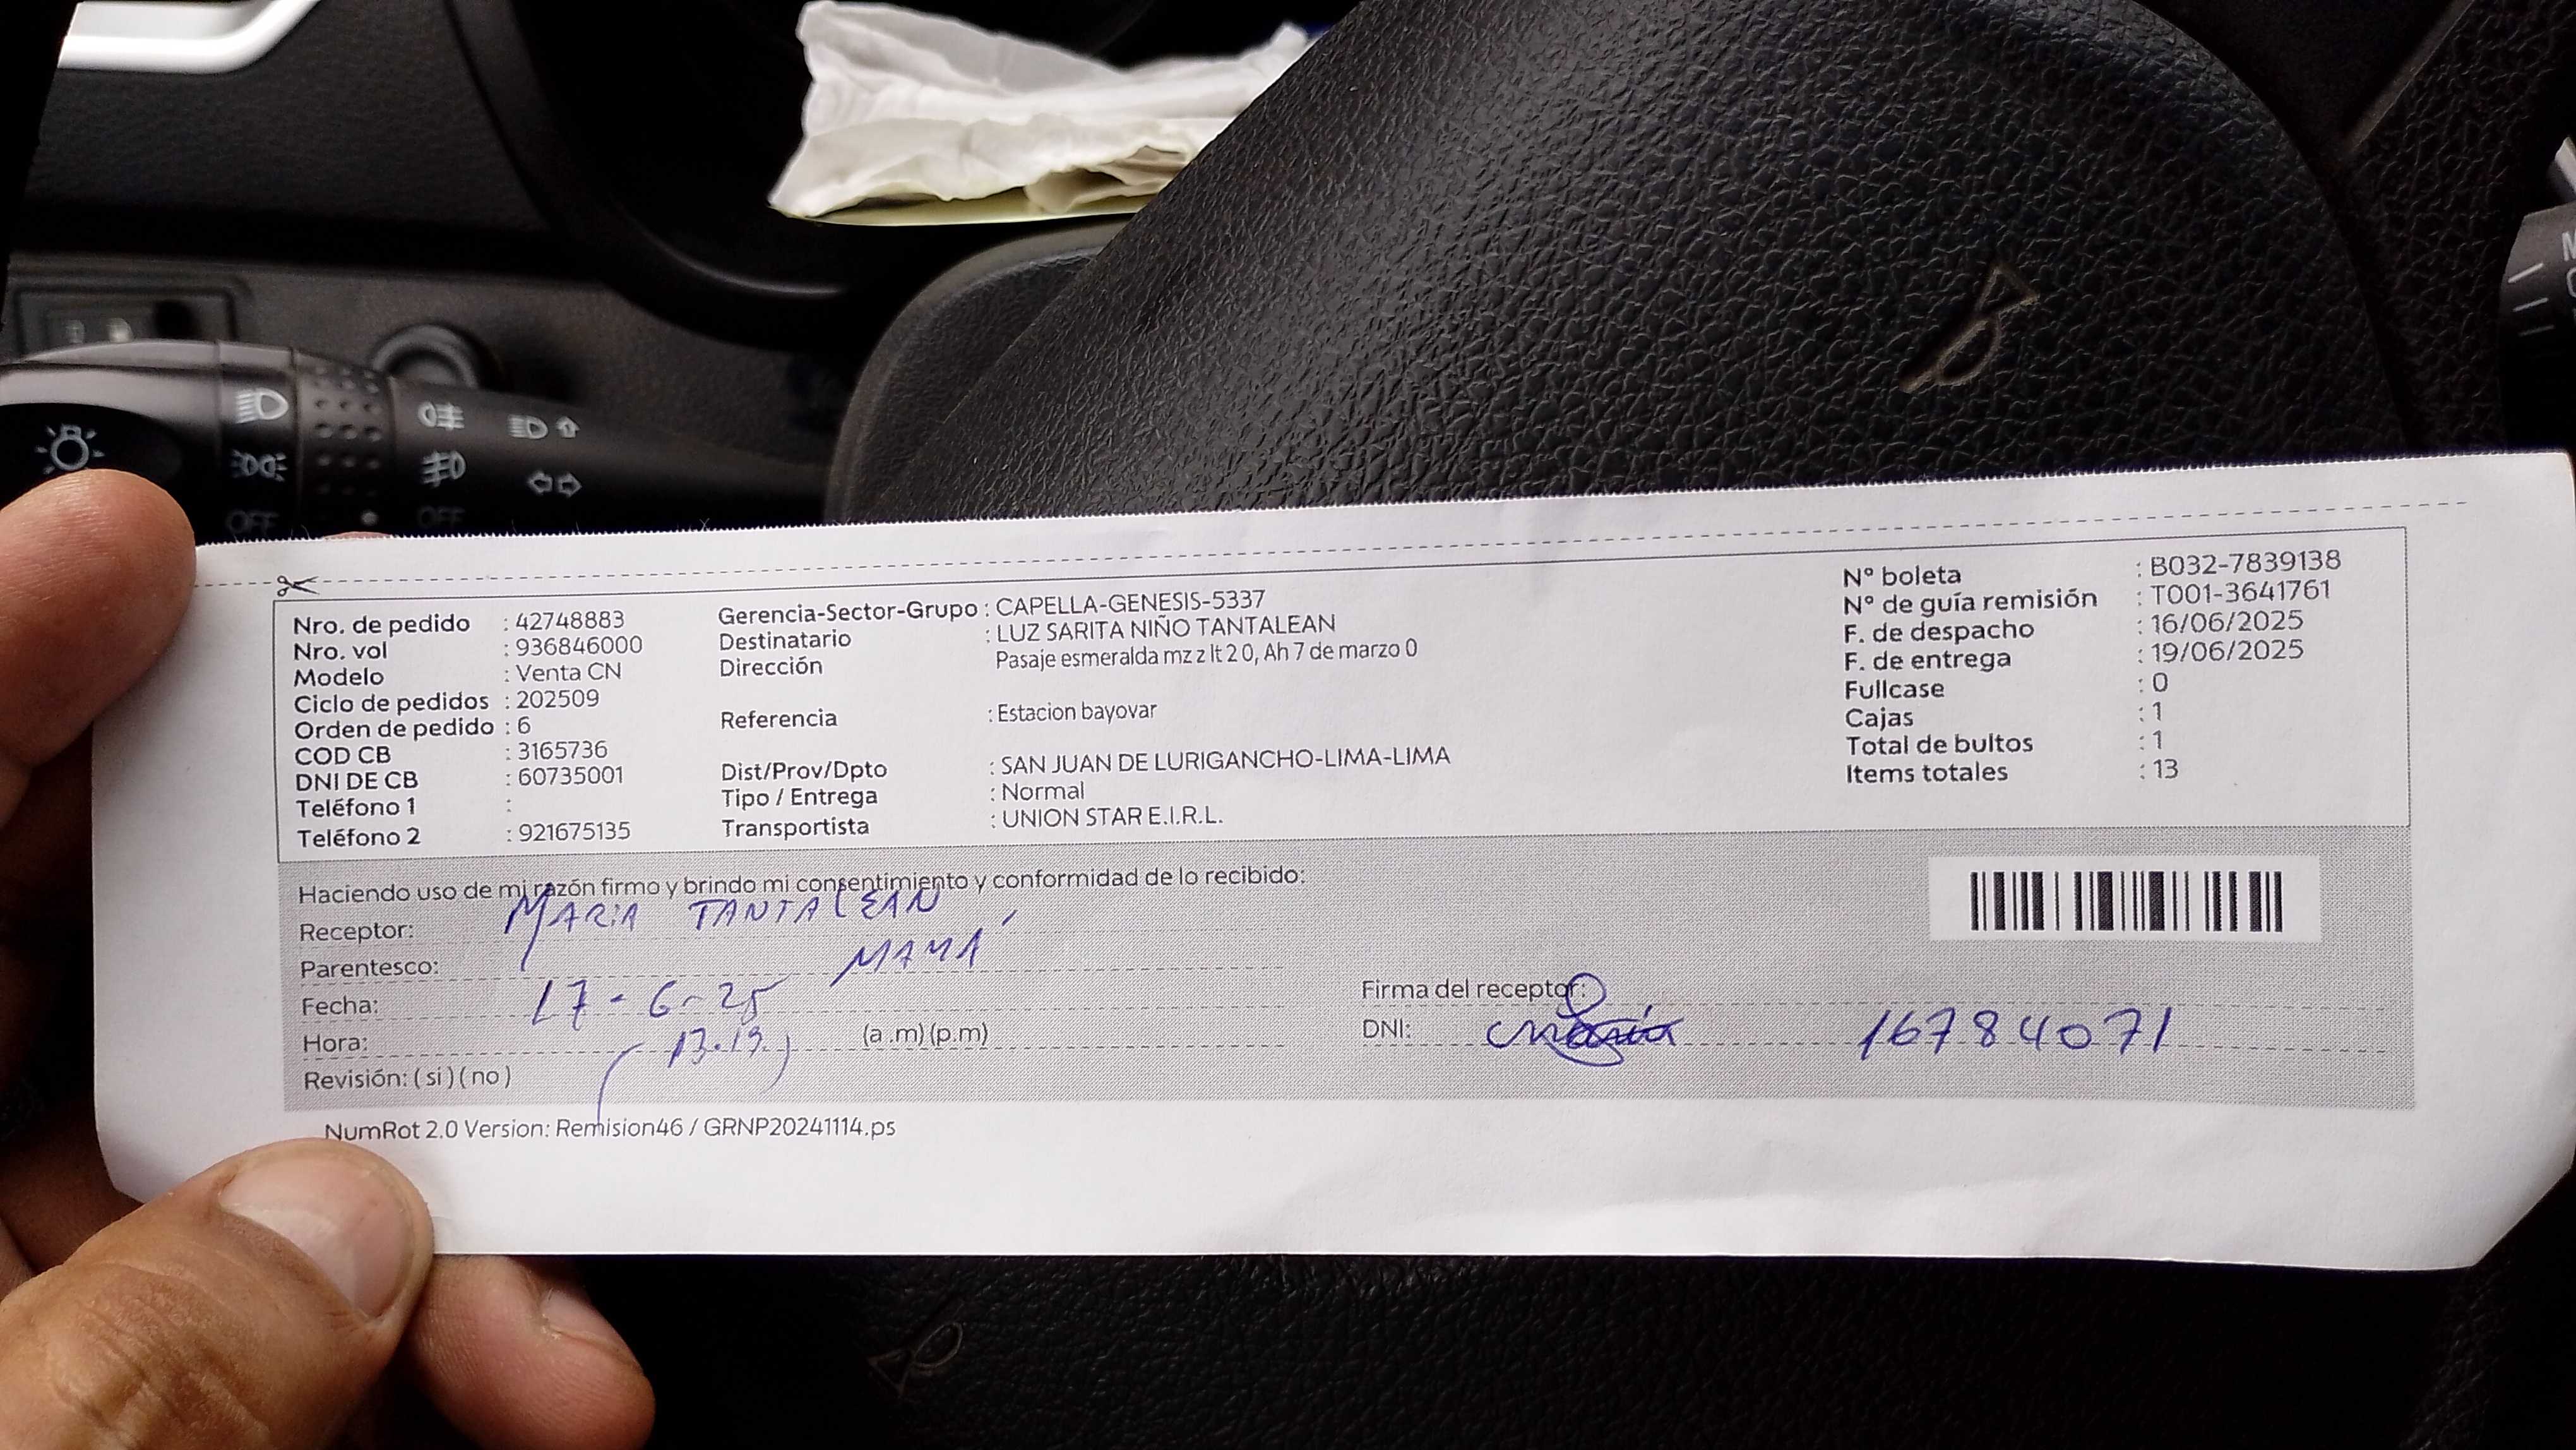 OFF
OFF
Nro. de pedido : 42748883
Nro. vol : 936846000
Modelo : Venta CN
Ciclo de pedidos : 202509
Orden de pedido : 6
COD CB : 3165736
DNI DE CB : 60735001
Teléfono 1 :
Teléfono 2 : 921675135
Gerencia-Sector-Grupo : CAPELLA-GENESIS-5337
Destinatario : LUZ SARITA NIÑO TANTALEAN
Dirección Pasaje esmeralda mz z lt 2 0, Ah 7 de marzo 0
Referencia : Estacion bayovar
Dist/Prov/Dpto : SAN JUAN DE LURIGANCHO-LIMA-LIMA
Tipo / Entrega : Normal
Transportista : UNION STAR E.I.R.L.
N° boleta : B032-7839138
N° de guía remisión : T001-3641761
F. de despacho : 16/06/2025
F. de entrega : 19/06/2025
Fullcase : 0
Cajas : 1
Total de bultos : 1
Items totales : 13
Haciendo uso de mi razón firmo y brindo mi consentimiento y conformidad de lo recibido:
Receptor: MARIA TANTALEAN
Parentesco: MAMÁ
Fecha: 17-6-25
Hora: (13.19) (a.m)(p.m)
Revisión: (si)(no)
Firma del receptor:
DNI: 16784071
NumRot 2.0 Version: Remision46 / GRNP20241114.ps